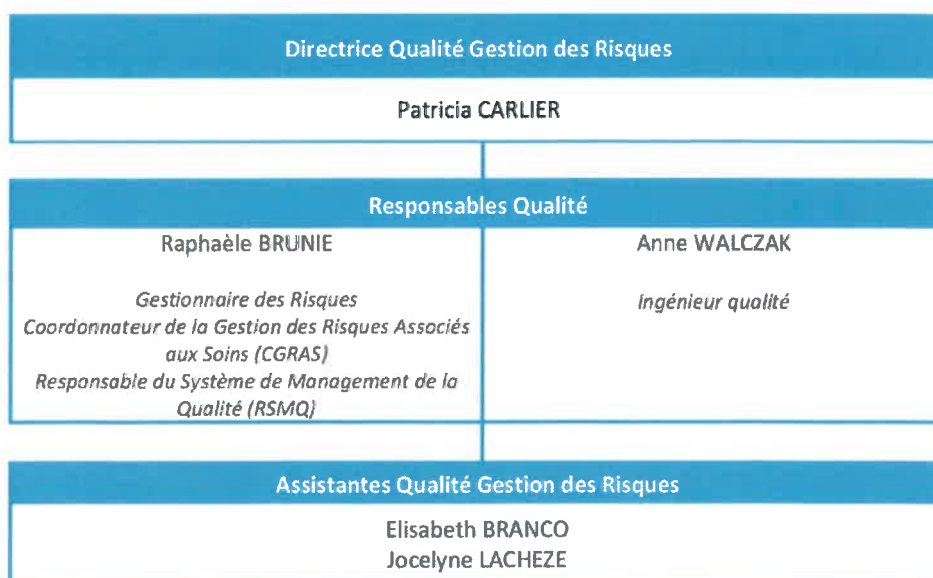 Directrice Qualité Gestion des Risques
Patricia CARLIER
Responsables Qualité
Raphaèle BRUNIE
Gestionnaire des Risques
Coordonnateur de la Gestion des Risques Associés
aux Soins (CGRAS)
Responsable du Système de Management de la
Qualité (RSMQ)
Anne WALCZAK
Ingénieur qualité
Assistantes Qualité Gestion des Risques
Elisabeth BRANCO
Jocelyne LACHEZE